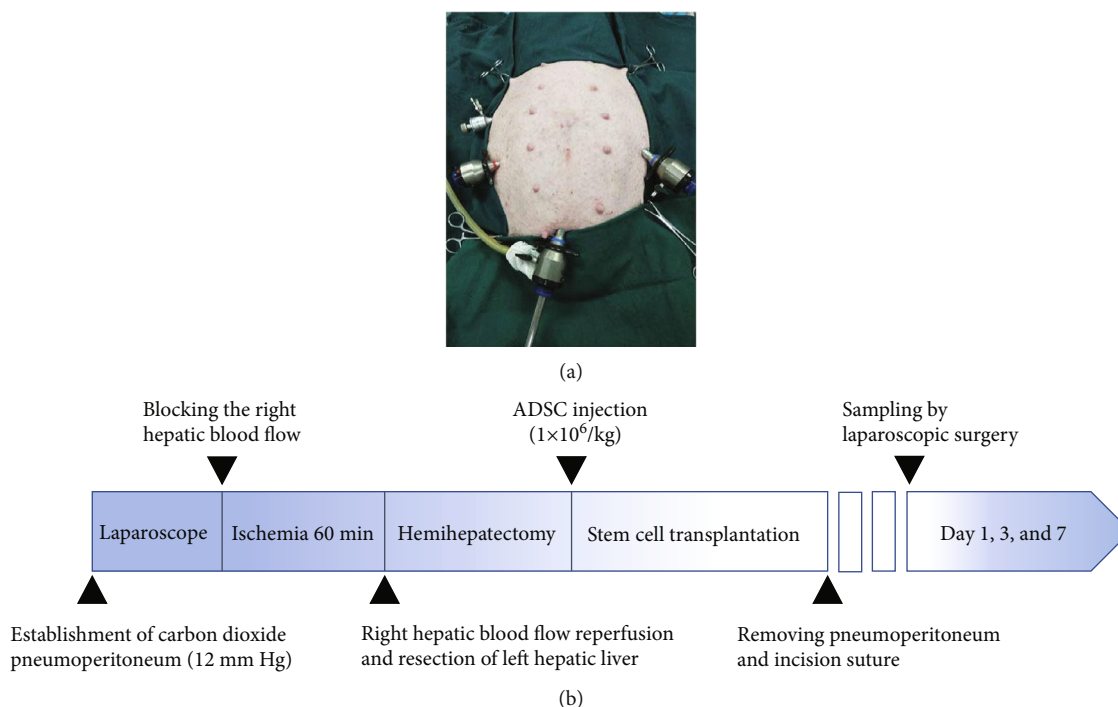 (a)
Blocking the right
hepatic blood flow
ADSC injection
(1×10⁶/kg)
Sampling by
laparoscopic surgery
Laparoscope
Ischemia 60 min
Hemihepatectomy
Stem cell transplantation
Day 1, 3, and 7
Establishment of carbon dioxide
pneumoperitoneum (12 mm Hg)
Right hepatic blood flow reperfusion
and resection of left hepatic liver
Removing pneumoperitoneum
and incision suture
(b)